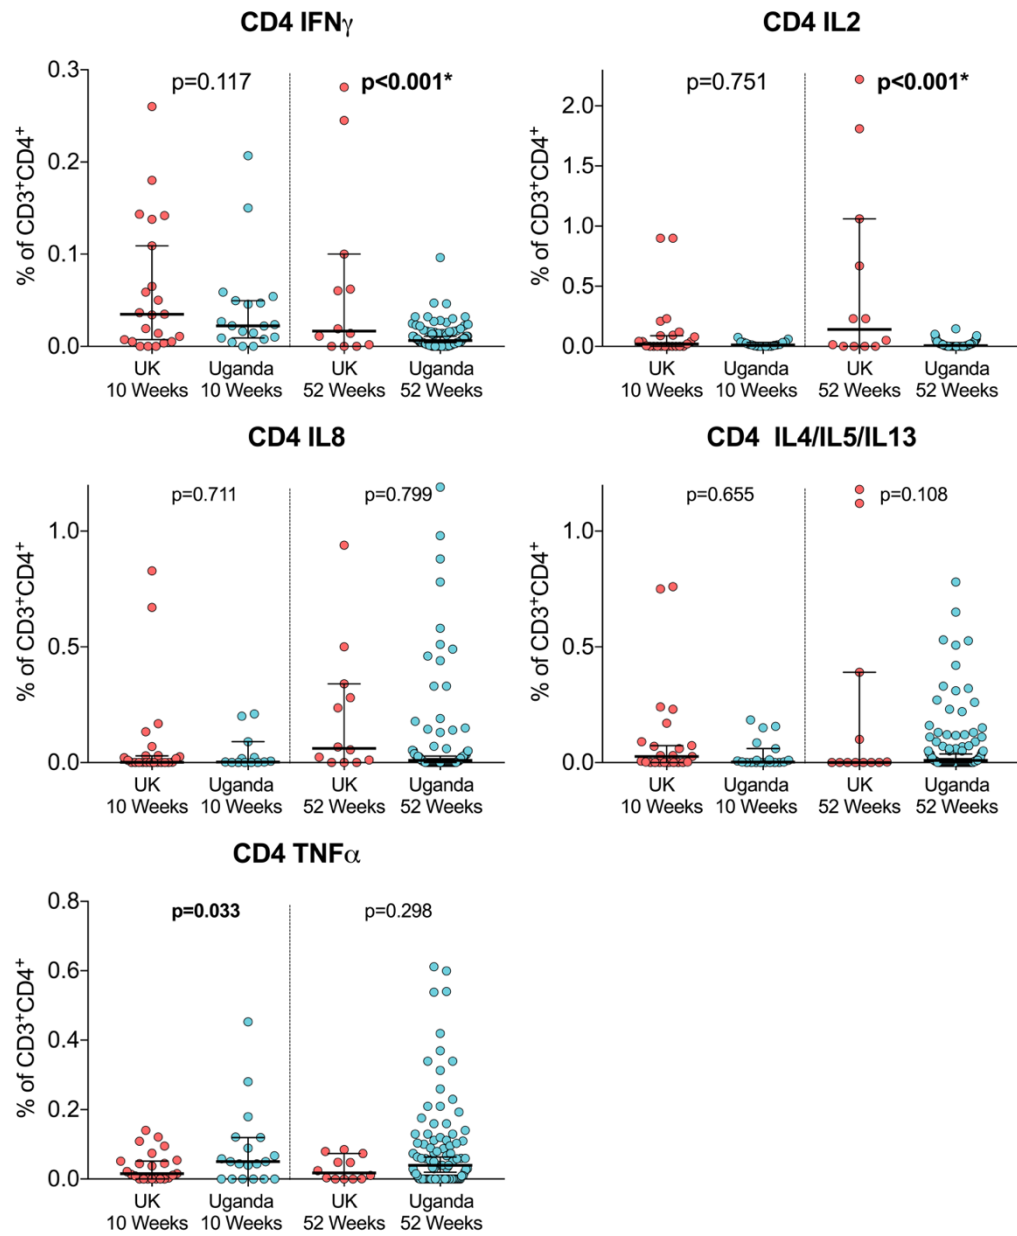 CD4 IFNγ
p=0.117
p<0.001*
% of CD3⁺CD4⁺
0.3
0.2
0.1
0.0
UK
10 Weeks
Uganda
10 Weeks
UK
52 Weeks
Uganda
52 Weeks
CD4 IL2
p=0.751
p<0.001*
% of CD3⁺CD4⁺
2.0
1.5
1.0
0.5
0.0
UK
10 Weeks
Uganda
10 Weeks
UK
52 Weeks
Uganda
52 Weeks
CD4 IL8
p=0.711
p=0.799
% of CD3⁺CD4⁺
1.0
0.5
0.0
UK
10 Weeks
Uganda
10 Weeks
UK
52 Weeks
Uganda
52 Weeks
CD4 IL4/IL5/IL13
p=0.655
p=0.108
% of CD3⁺CD4⁺
1.0
0.5
0.0
UK
10 Weeks
Uganda
10 Weeks
UK
52 Weeks
Uganda
52 Weeks
CD4 TNFα
p=0.033
p=0.298
% of CD3⁺CD4⁺
0.8
0.6
0.4
0.2
0.0
UK
10 Weeks
Uganda
10 Weeks
UK
52 Weeks
Uganda
52 Weeks